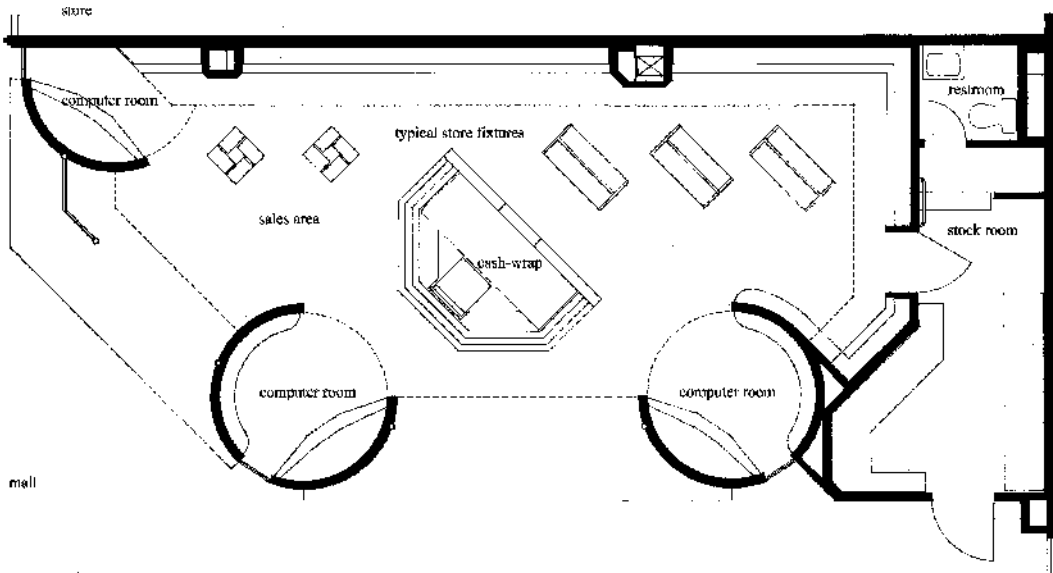 store
computer room
restroom
typical store fixtures
sales area
stock room
cash-wrap
computer room
computer room
mall